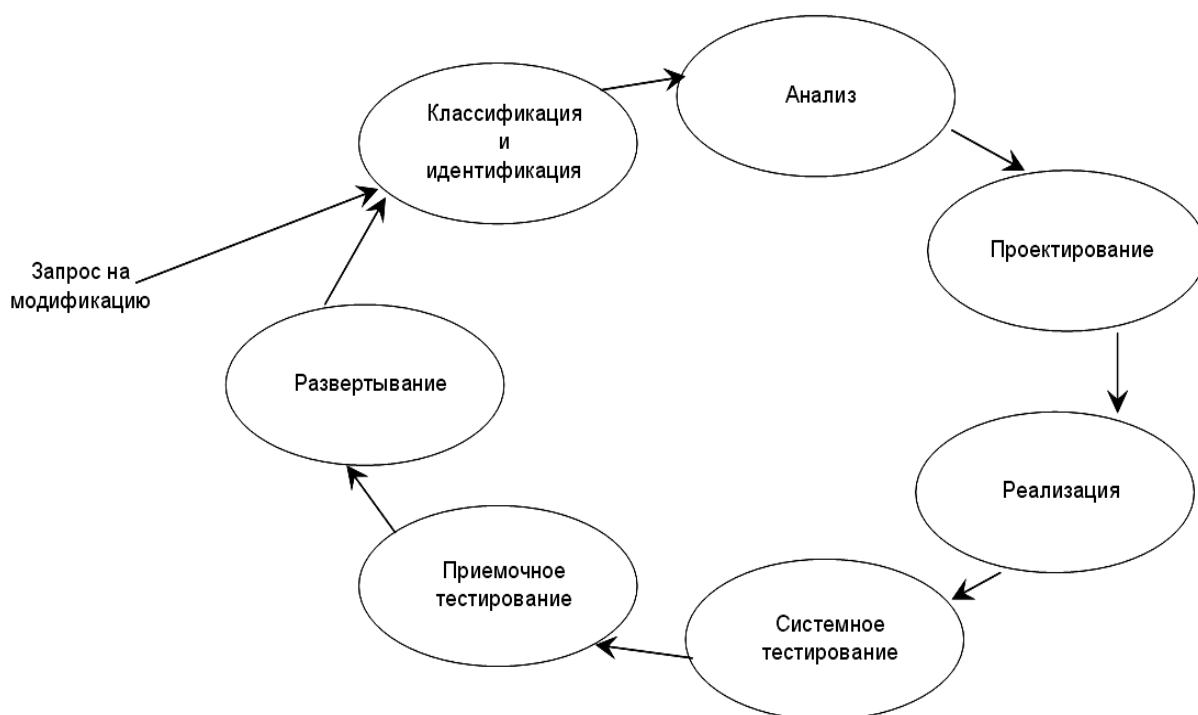 Классификация
и
идентификация
Анализ
Проектирование
Запрос на
модификацию
Развертывание
Реализация
Приемочное
тестирование
Системное
тестирование